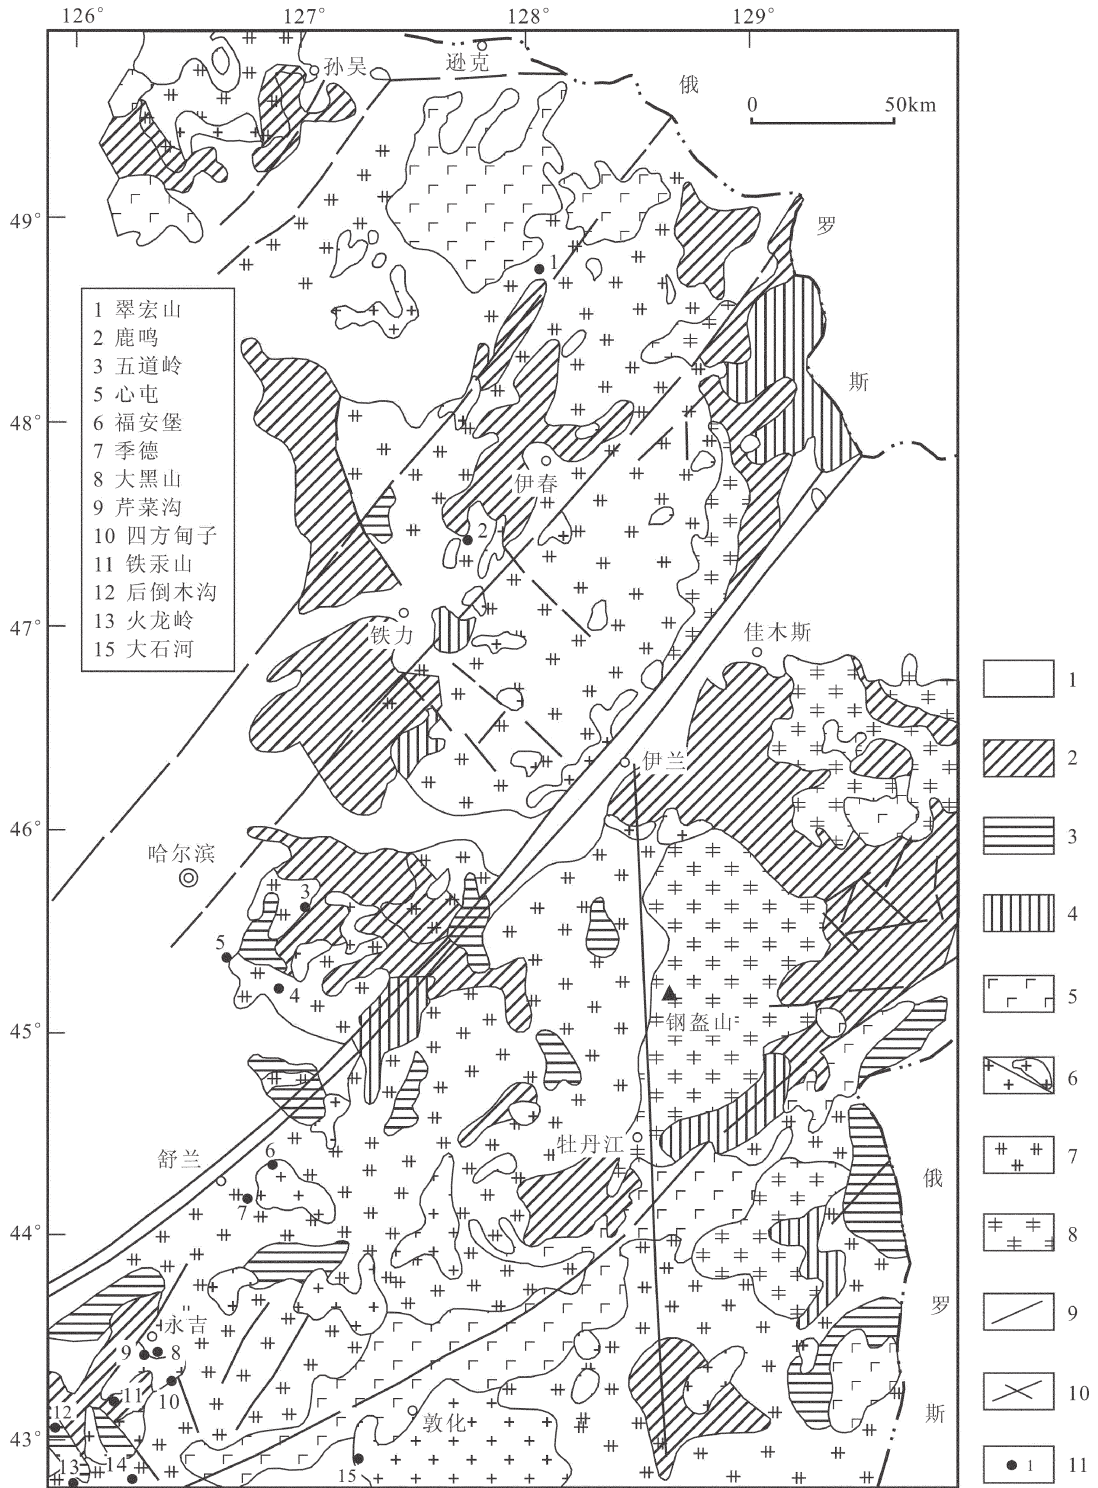 126°
127°
128°
129°
孙吴
逊克
俄
0
50km
49°
罗
1
1 翠宏山
2 鹿鸣
3 五道岭
5 心屯
6 福安堡
7 季德
8 大黑山
9 芹菜沟
10 四方甸子
11 铁汞山
12 后倒木沟
13 火龙岭
15 大石河
斯
48°
伊春
2
47°
铁力
佳木斯
伊兰
46°
哈尔滨
3
5
4
钢盔山
45°
牡丹江
舒兰
6
7
俄
44°
罗
永吉
9
8
10
11
12
斯
敦化
43°
13
14
15
1
2
3
4
5
6
7
8
9
10
1
11